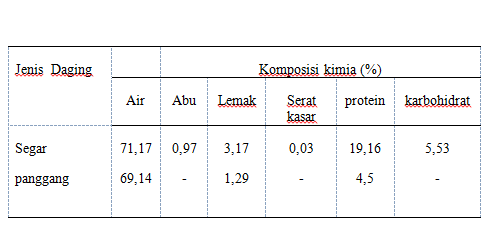 Jenis Daging Komposisi kimia (%)
Air Abu Lemak Serat kasar protein karbohidrat
Segar 71,17 0,97 3,17 0,03 19,16 5,53
panggang 69,14 - 1,29 - 4,5 -